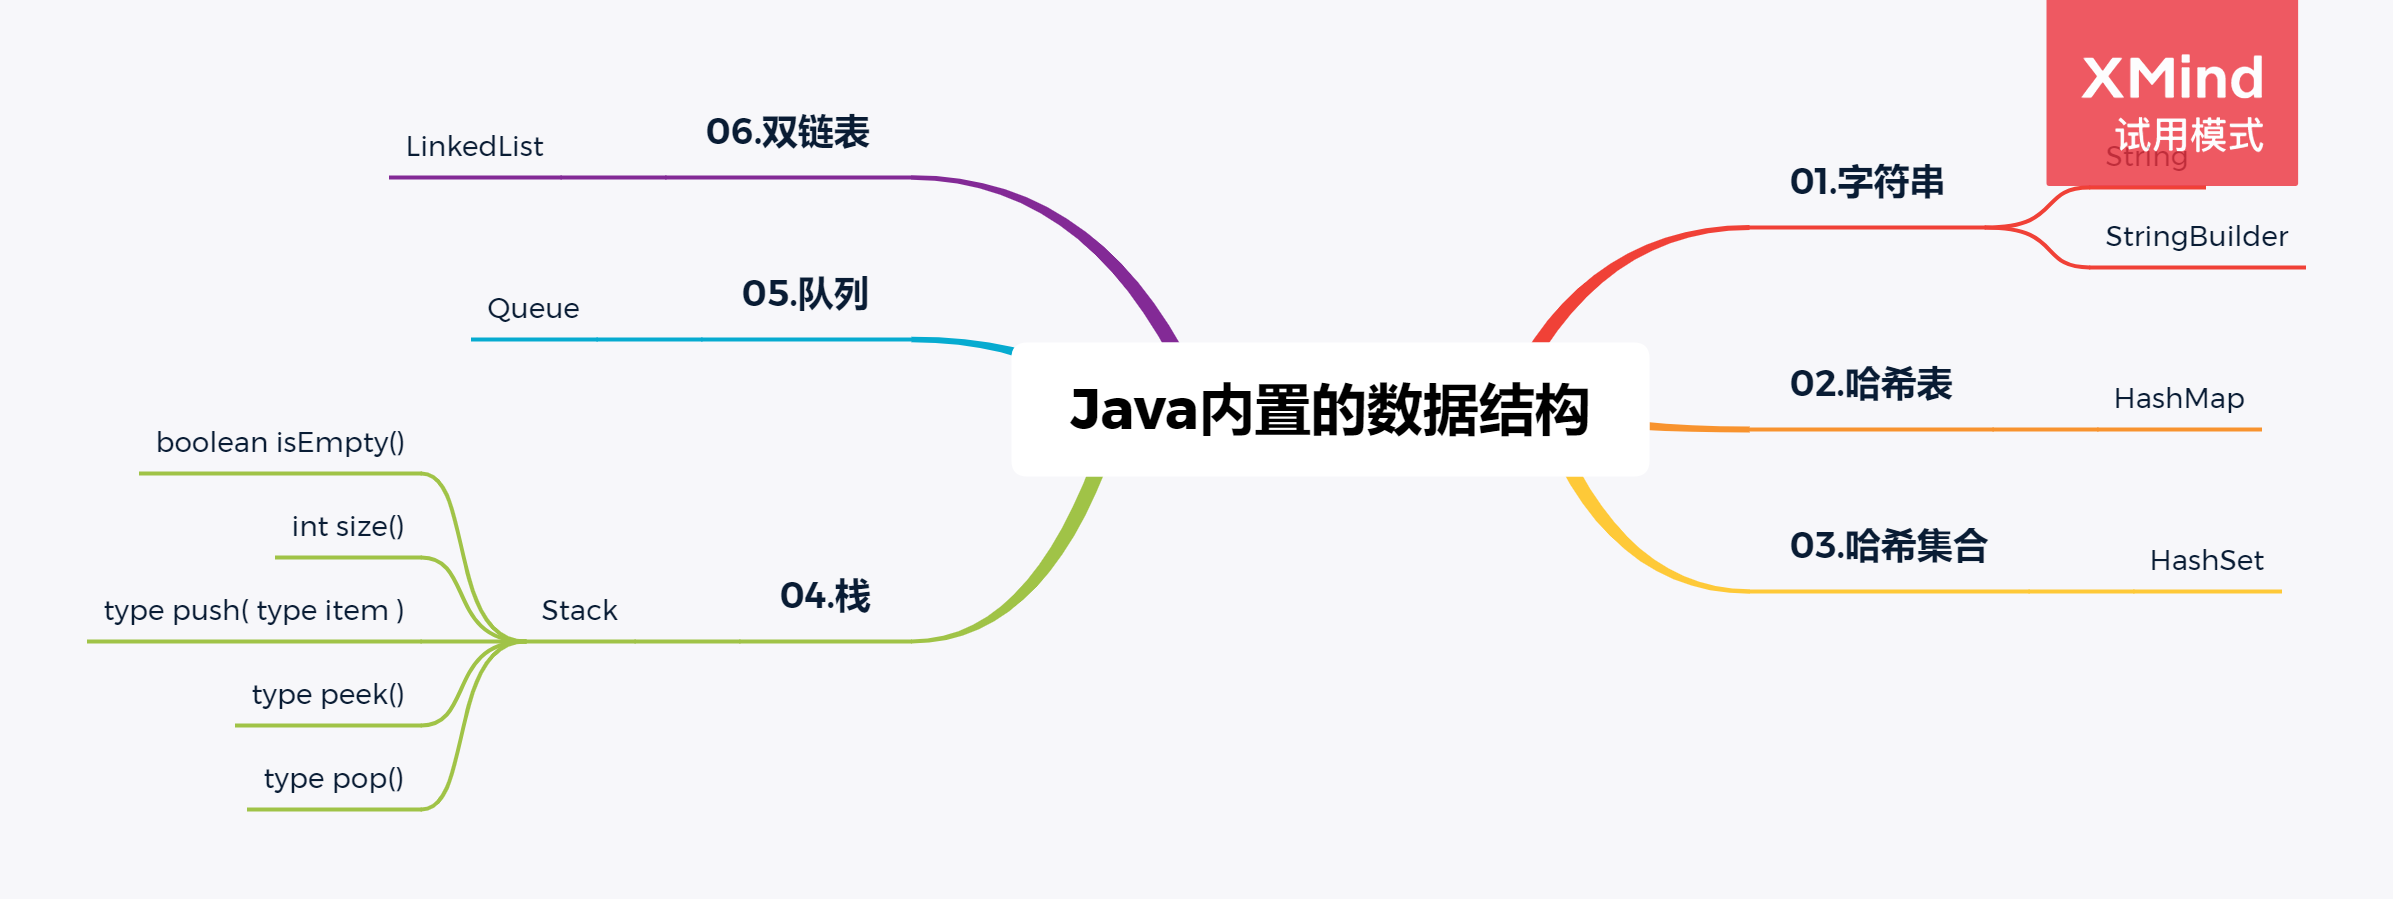 Java内置的数据结构
01.字符串
String
StringBuilder
02.哈希表
HashMap
03.哈希集合
HashSet
04.栈
Stack
boolean isEmpty()
int size()
type push( type item )
type peek()
type pop()
05.队列
Queue
06.双链表
LinkedList
XMind
试用模式